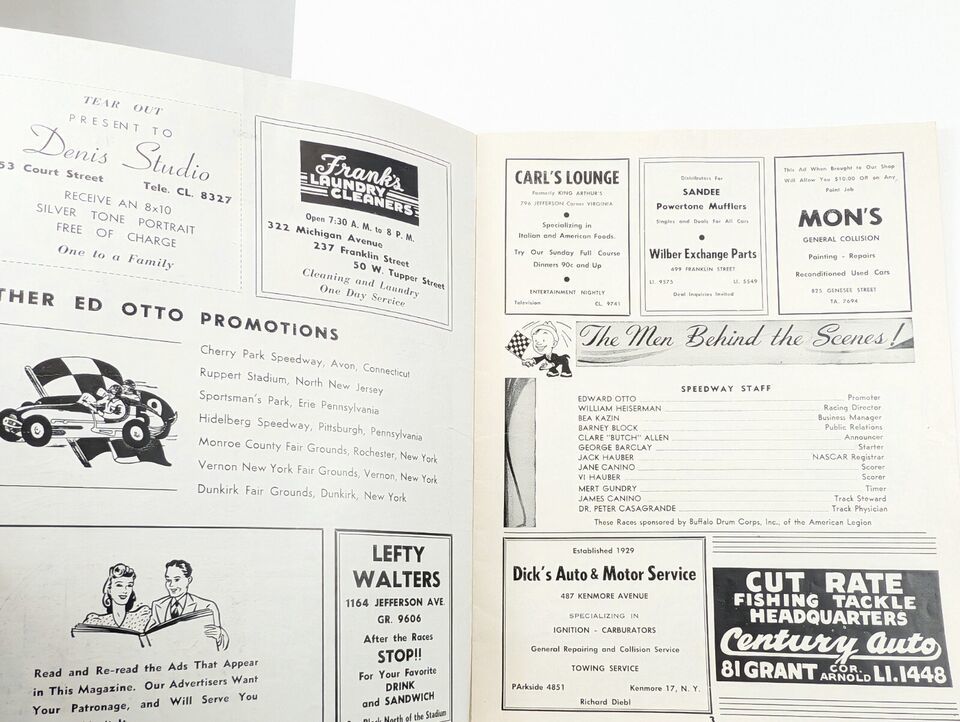 TEAR OUT
PRESENT TO
Denis Studio
53 Court Street Tele. CL. 8327
RECEIVE AN 8x10
SILVER TONE PORTRAIT
FREE OF CHARGE
One to a Family
Frank's
LAUNDRY
CLEANERS
Open 7:30 A. M. to 8 P. M.
322 Michigan Avenue
237 Franklin Street
50 W. Tupper Street
Cleaning and Laundry
One Day Service
THER ED OTTO PROMOTIONS
Cherry Park Speedway, Avon, Connecticut
Ruppert Stadium, North New Jersey
Sportsman's Park, Erie Pennsylvania
Hidelberg Speedway, Pittsburgh, Pennsylvania
Monroe County Fair Grounds, Rochester, New York
Vernon New York Fair Grounds, Vernon, New York
Dunkirk Fair Grounds, Dunkirk, New York
Read and Re-read the Ads That Appear
in This Magazine. Our Advertisers Want
Your Patronage, and Will Serve You
LEFTY
WALTERS
1164 JEFFERSON AVE.
GR. 9606
After the Races
STOP!!
For Your Favorite
DRINK
and SANDWICH
Block North of the Stadium
CARL'S LOUNGE
Formerly KING ARTHUR'S
796 JEFFERSON Corner VIRGINIA
Specializing in
Italian and American Foods.
Try Our Sunday Full Course
Dinners 90c and Up
ENTERTAINMENT NIGHTLY
Television CL. 9741
Distributors For
SANDEE
Powertone Mufflers
Singles and Duals For All Cars
Wilber Exchange Parts
699 FRANKLIN STREET
LI. 9575 LI. 5549
Deal Inquiries Invited
This Ad When Brought to Our Shop
Will Allow You $10.00 Off on Any
Paint Job
MON'S
GENERAL COLLISION
Painting - Repairs
Reconditioned Used Cars
825 GENESEE STREET
TA. 7694
The Men Behind the Scenes!
SPEEDWAY STAFF
EDWARD OTTO Promoter
WILLIAM HEISERMAN Racing Director
BEA KAZIN Business Manager
BARNEY BLOCK Public Relations
CLARE "BUTCH" ALLEN Announcer
GEORGE BARCLAY Starter
JACK HAUBER NASCAR Registrar
JANE CANINO Scorer
VI HAUBER Scorer
MERT GUNDRY Timer
JAMES CANINO Track Steward
DR. PETER CASAGRANDE Track Physician
These Races sponsored by Buffalo Drum Corps, Inc., of the American Legion
Established 1929
Dick's Auto & Motor Service
487 KENMORE AVENUE
SPECIALIZING IN
IGNITION - CARBURATORS
General Repairing and Collision Service
TOWING SERVICE
PArkside 4851 Kenmore 17, N. Y.
Richard Diebl
CUT RATE
FISHING TACKLE
HEADQUARTERS
Century Auto
81 GRANT COR. ARNOLD LI. 1448
3